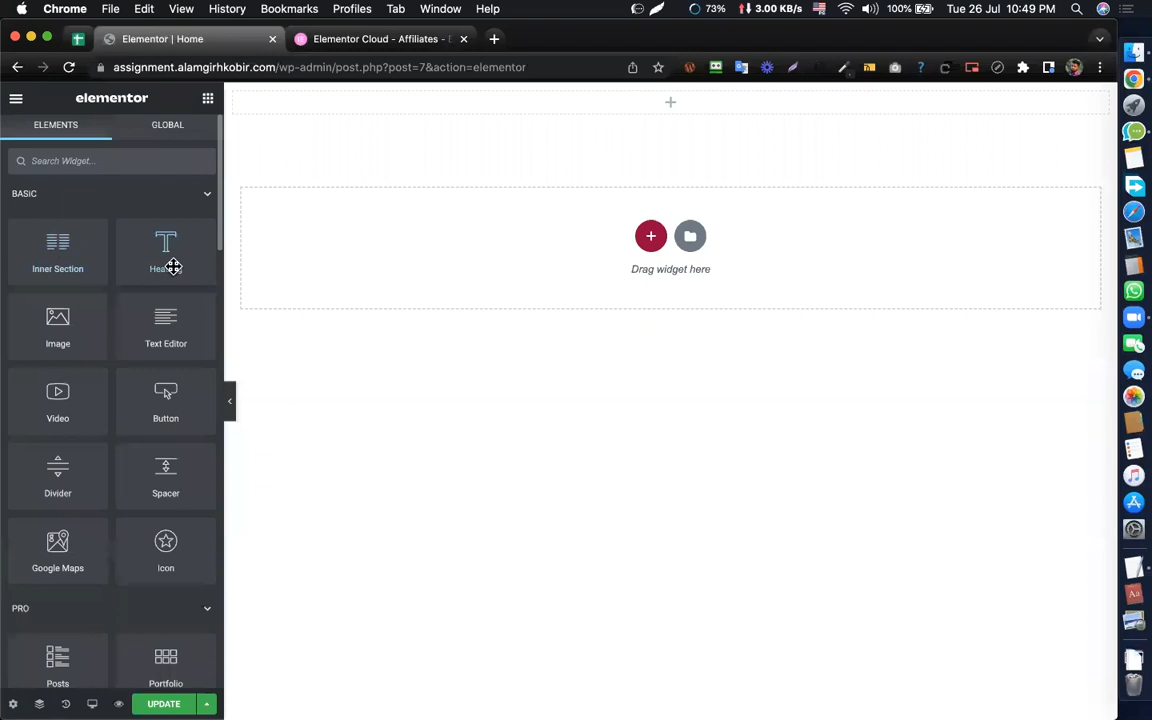 Chrome File Edit View History Bookmarks Profiles Tab Window Help 73% 3.00 KB/s 100% Tue 26 Jul 10:49 PM
Elementor | Home Elementor Cloud - Affiliates -
assignment.alamgirhkobir.com/wp-admin/post.php?post=7&action=elementor
elementor
ELEMENTS GLOBAL
Search Widget...
BASIC
Inner Section
Drag widget here
Image Text Editor
Video Button
Divider Spacer
Google Maps Icon
PRO
Posts Portfolio
UPDATE